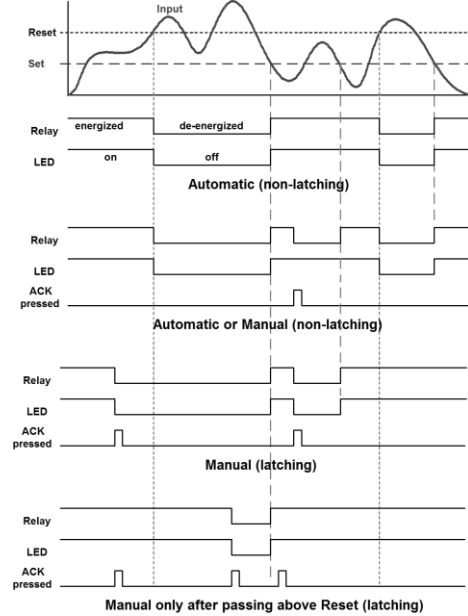 Input
Reset
Set
energized de-energized
Relay
on off
LED
Automatic (non-latching)
Relay
LED
ACK
pressed
Automatic or Manual (non-latching)
Relay
LED
ACK
pressed
Manual (latching)
Relay
LED
ACK
pressed
Manual only after passing above Reset (latching)